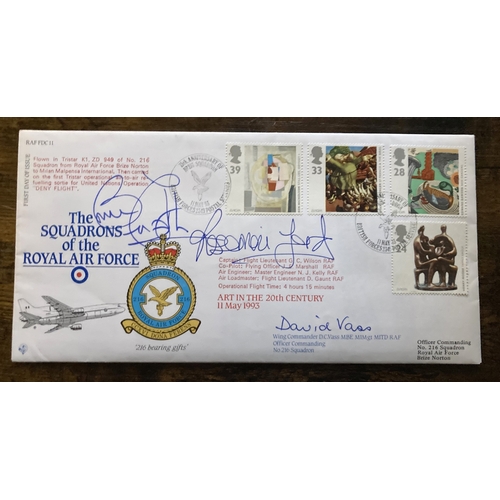 RAF FDC 11
FIRST DAY OF ISSUE
Flown in Tristar K1, ZD 949 of No. 216
Squadron from Royal Air Force Brize Norton
to Milan Malpensa International. Then carried
on the first Tristar operational air-to-air re-
fuelling sortie for United Nations Operation
"DENY FLIGHT".
The
SQUADRONS
of the
ROYAL AIR FORCE
216
SQUADRON
ROYAL AIR FORCE
'216 bearing gifts'
39
33
28
24
Captain: Flight Lieutenant G.C. Wilson RAF
Co-Pilot: Flying Officer Marshall RAF
Air Engineer: Master Engineer N.J. Kelly RAF
Air Loadmaster: Flight Lieutenant D. Gaunt RAF
Operational Flight Time: 4 hours 15 minutes
ART IN THE 20th CENTURY
11 May 1993
David Vass
Wing Commander D.C. Vass MBE MIMgt MITD RAF
Officer Commanding
No 216 Squadron
Officer Commanding
No. 216 Squadron
Royal Air Force
Brize Norton